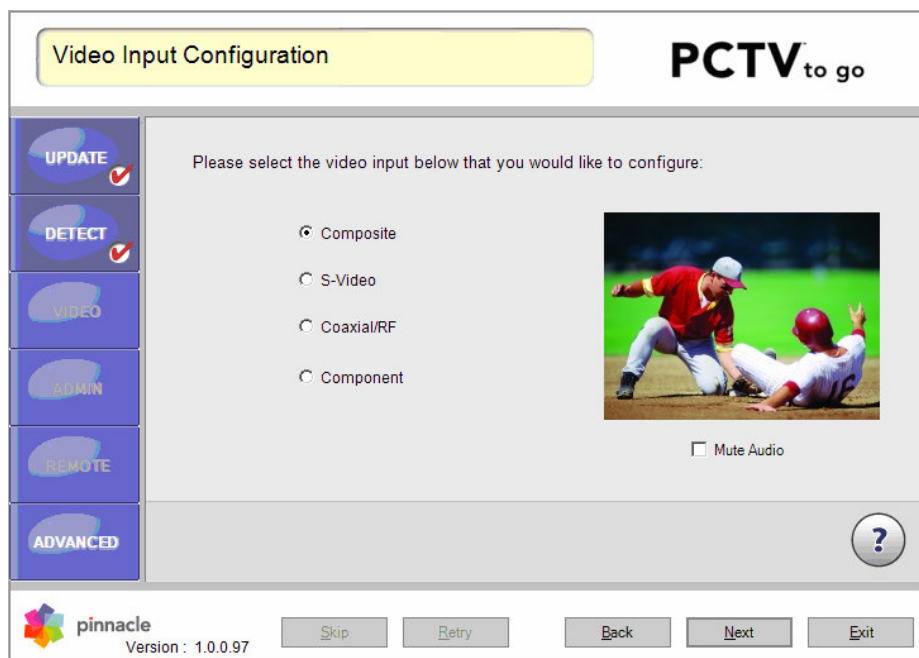 Video Input Configuration
PCTV to go
UPDATE
DETECT
VIDEO
ADMIN
REMOTE
ADVANCED
Please select the video input below that you would like to configure:
Composite
S-Video
Coaxial/RF
Component
16
Mute Audio
?
pinnacle
Version : 1.0.0.97
Skip
Retry
Back
Next
Exit